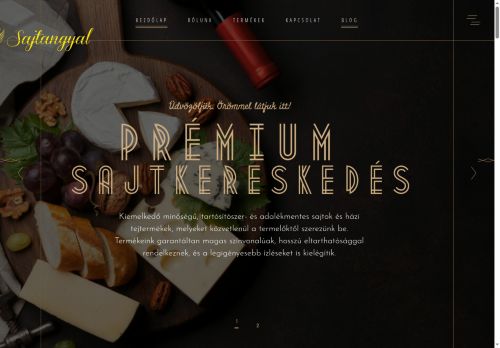 KEZDŐLAP RÓLUNK TERMÉKEK KAPCSOLAT BLOG
Sajtangyal
Üdvözöljük. Örömmel látjuk itt!
PRÉMIUM
SAJTKERESKEDÉS
Kiemelkedő minőségű, tartósítószer- és adalékmentes sajtok és házi
tejtermékek, melyeket közvetlenül a termelőktől szerezünk be.
Termékeink garantáltan magas színvonalúak, hosszú eltarthatósággal
rendelkeznek, és a legigényesebb ízléseket is kielégítik.
1 2